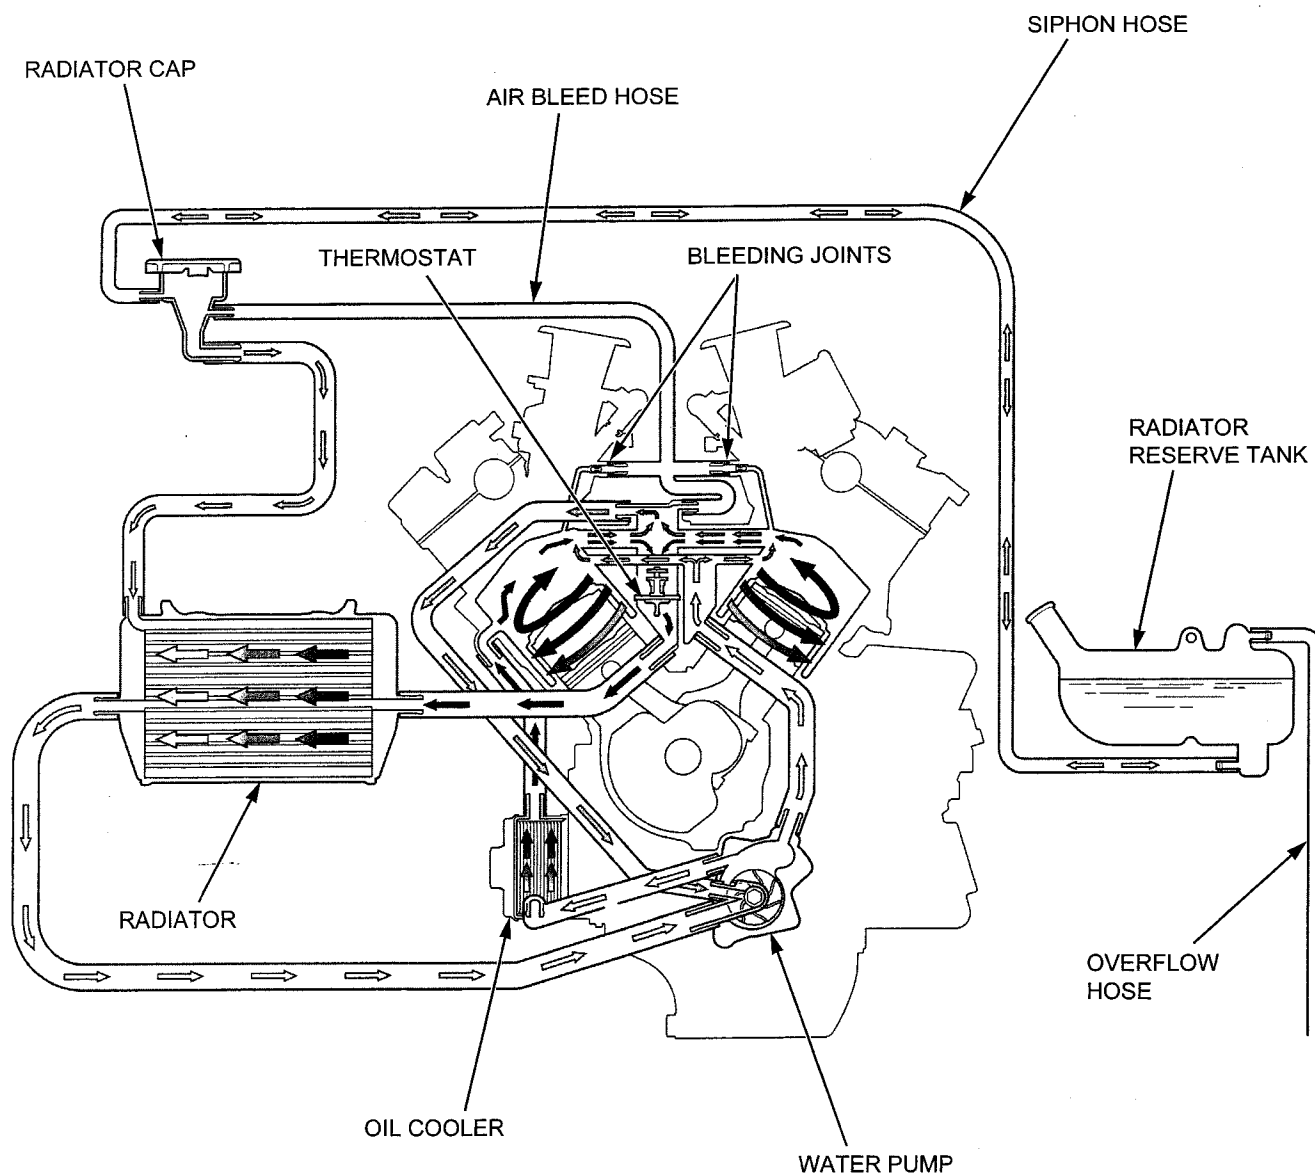 SIPHON HOSE
RADIATOR CAP
AIR BLEED HOSE
THERMOSTAT
BLEEDING JOINTS
RADIATOR
RESERVE TANK
RADIATOR
OVERFLOW
HOSE
OIL COOLER
WATER PUMP